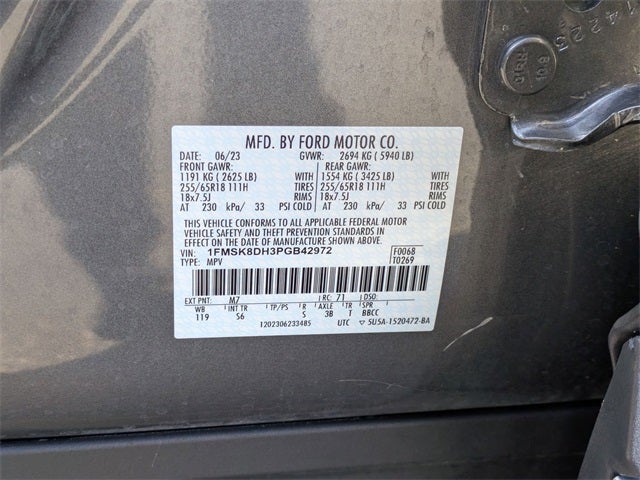 14225
109
MFD. BY FORD MOTOR CO.
DATE: 06/23 GVWR: 2694 KG ( 5940 LB)
FRONT GAWR: REAR GAWR:
1191 KG ( 2625 LB) WITH 1554 KG ( 3425 LB) WITH
255/65R18 111H TIRES 255/65R18 111H TIRES
18x7.5J RIMS 18x7.5J RIMS
AT 230 kPa/ 33 PSI COLD AT 230 kPa/ 33 PSI COLD
THIS VEHICLE CONFORMS TO ALL APPLICABLE FEDERAL MOTOR
VEHICLE SAFETY AND THEFT PREVENTION STANDARDS IN
EFFECT ON THE DATE OF MANUFACTURE SHOWN ABOVE.
VIN: 1FMSK8DH3PGB42972 F0068
TYPE: MPV T0269
EXT PNT: M7 RC: 71 DSO:
WB INT TR TP/PS R AXLE TR SPR
119 S6 S 3B T BBCC
1202306233485 UTC ▽ 5U5A-1520472-BA